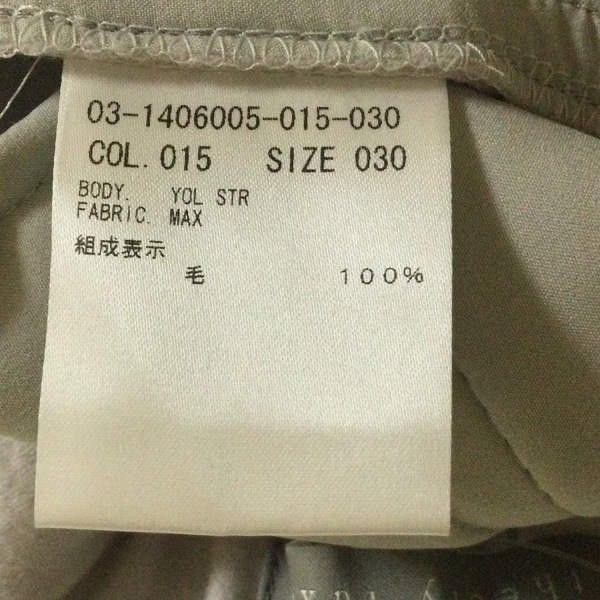 03-1406005-015-030
COL. 015 SIZE 030
BODY. YOL STR
FABRIC. MAX
組成表示
毛 100%